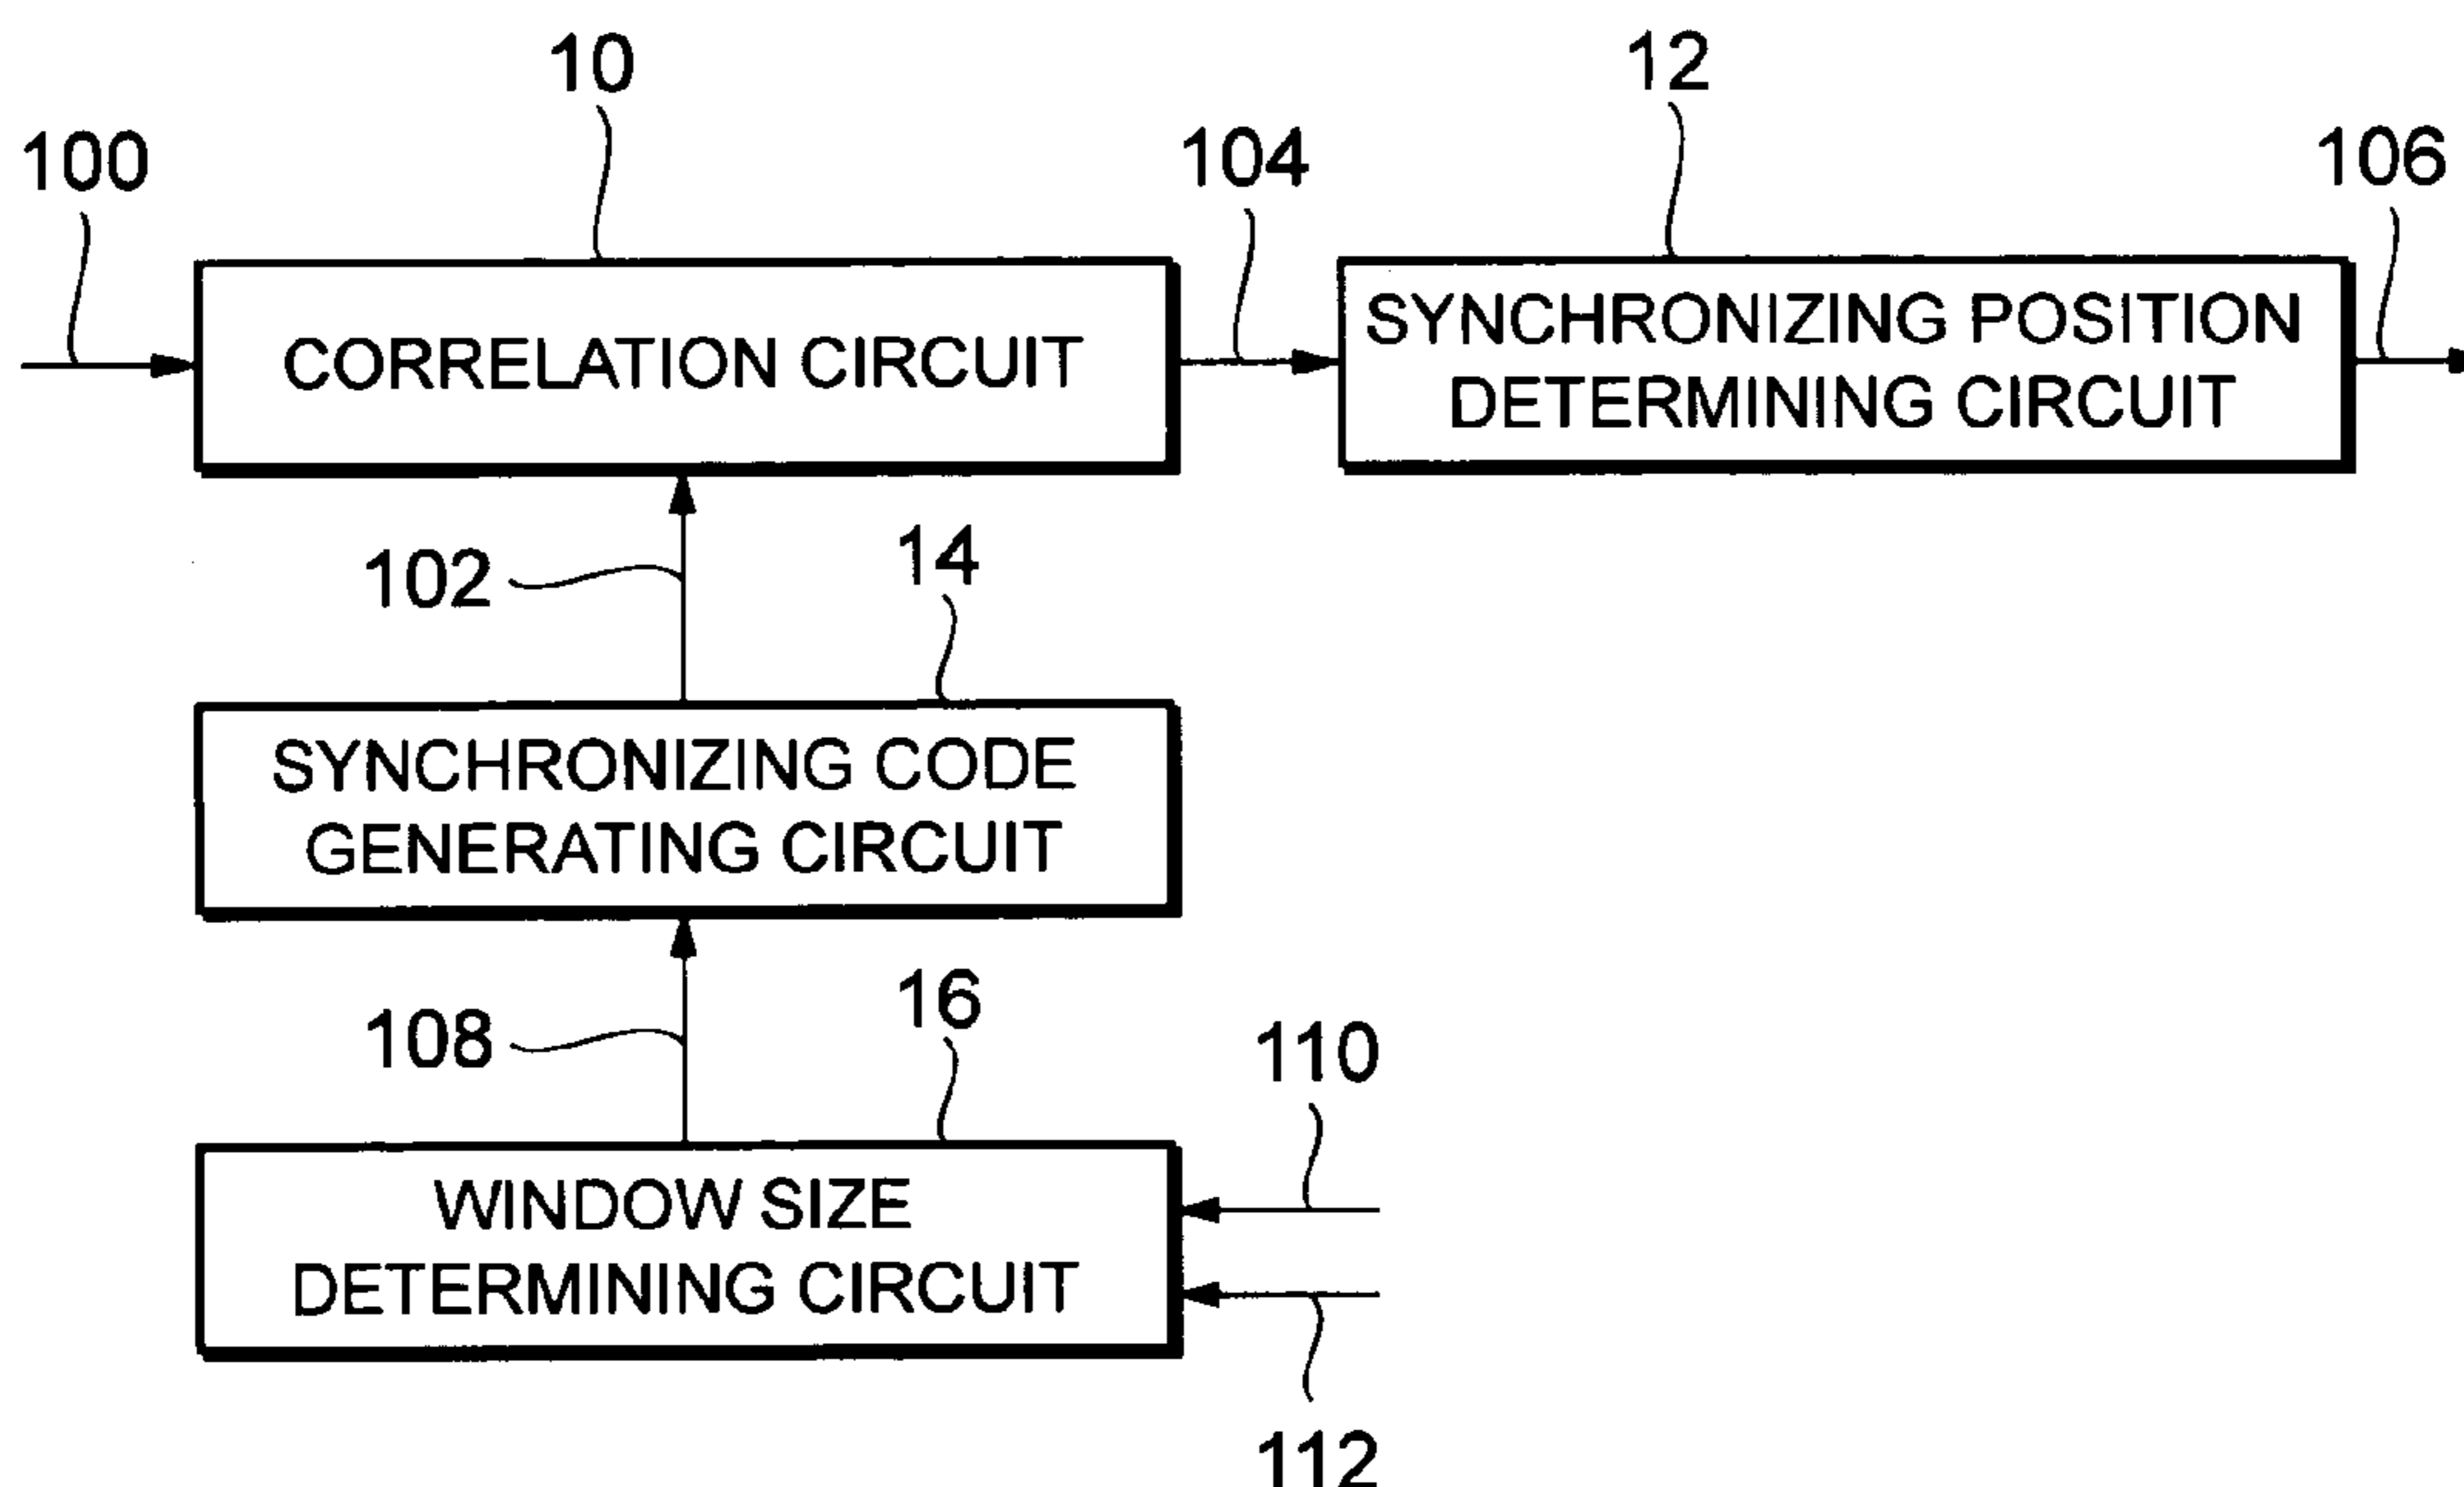 10
12
100
104
106
CORRELATION CIRCUIT
SYNCHRONIZING POSITION
DETERMINING CIRCUIT
102
14
SYNCHRONIZING CODE
GENERATING CIRCUIT
108
16
110
WINDOW SIZE
DETERMINING CIRCUIT
112